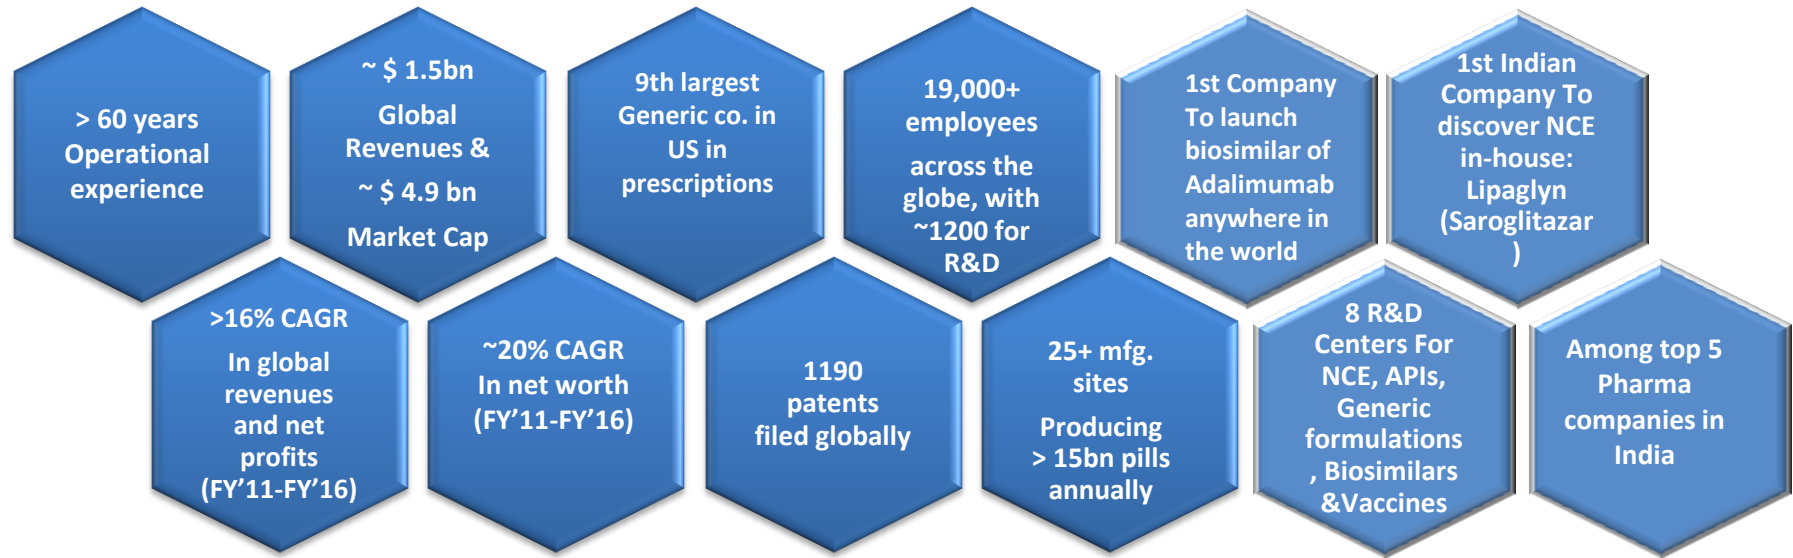 > 60 years
Operational
experience
~ $ 1.5bn
Global
Revenues &
~ $ 4.9 bn
Market Cap
9th largest
Generic co. in
US in
prescriptions
19,000+
employees
across the
globe, with
~1200 for
R&D
1st Company
To launch
biosimilar of
Adalimumab
anywhere in
the world
1st Indian
Company To
discover NCE
in-house:
Lipaglyn
(Saroglitazar
)
>16% CAGR
In global
revenues
and net
profits
(FY'11-FY'16)
~20% CAGR
In net worth
(FY'11-FY'16)
1190
patents
filed globally
25+ mfg.
sites
Producing
> 15bn pills
annually
8 R&D
Centers For
NCE, APIs,
Generic
formulations
, Biosimilars
&Vaccines
Among top 5
Pharma
companies in
India